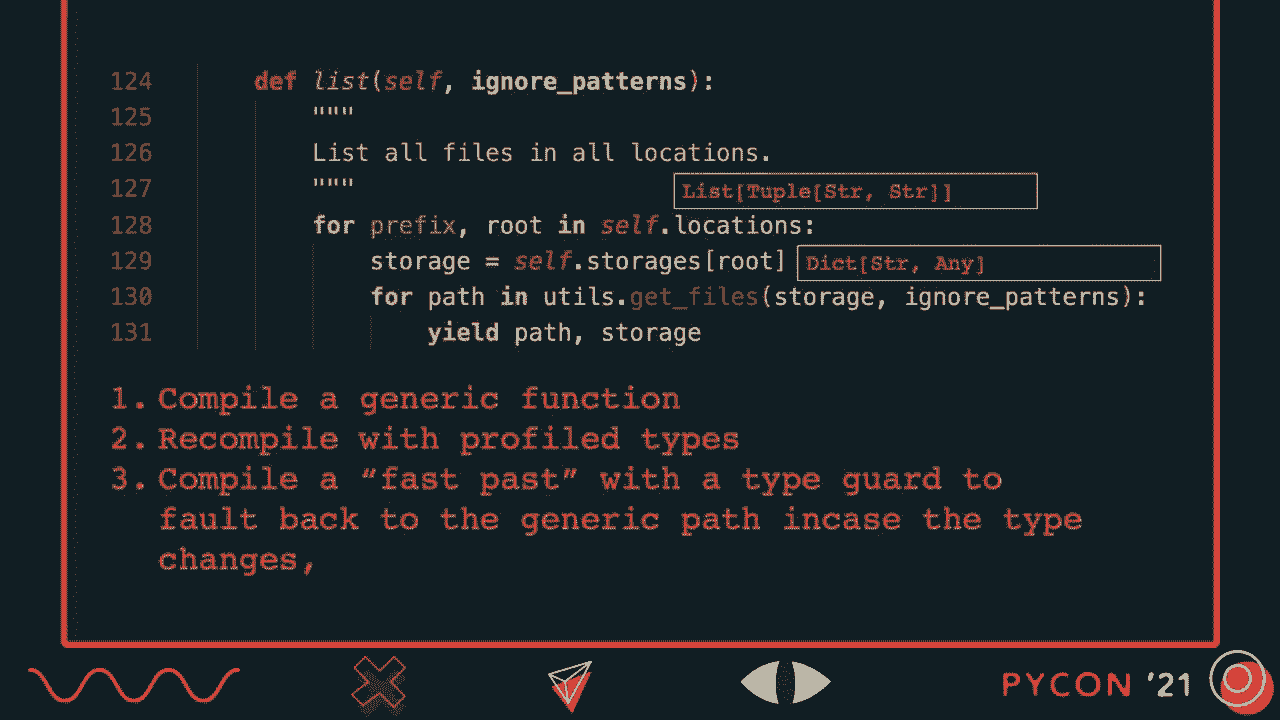 124 def list(self, ignore_patterns):
125 """
126 List all files in all locations.
127 """
List[Tuple[Str, Str]]
128 for prefix, root in self.locations:
129 storage = self.storages[root] Dict[Str, Any]
130 for path in utils.get_files(storage, ignore_patterns):
131 yield path, storage
1. Compile a generic function
2. Recompile with profiled types
3. Compile a “fast past” with a type guard to
fault back to the generic path incase the type
changes,
PYCON ’21